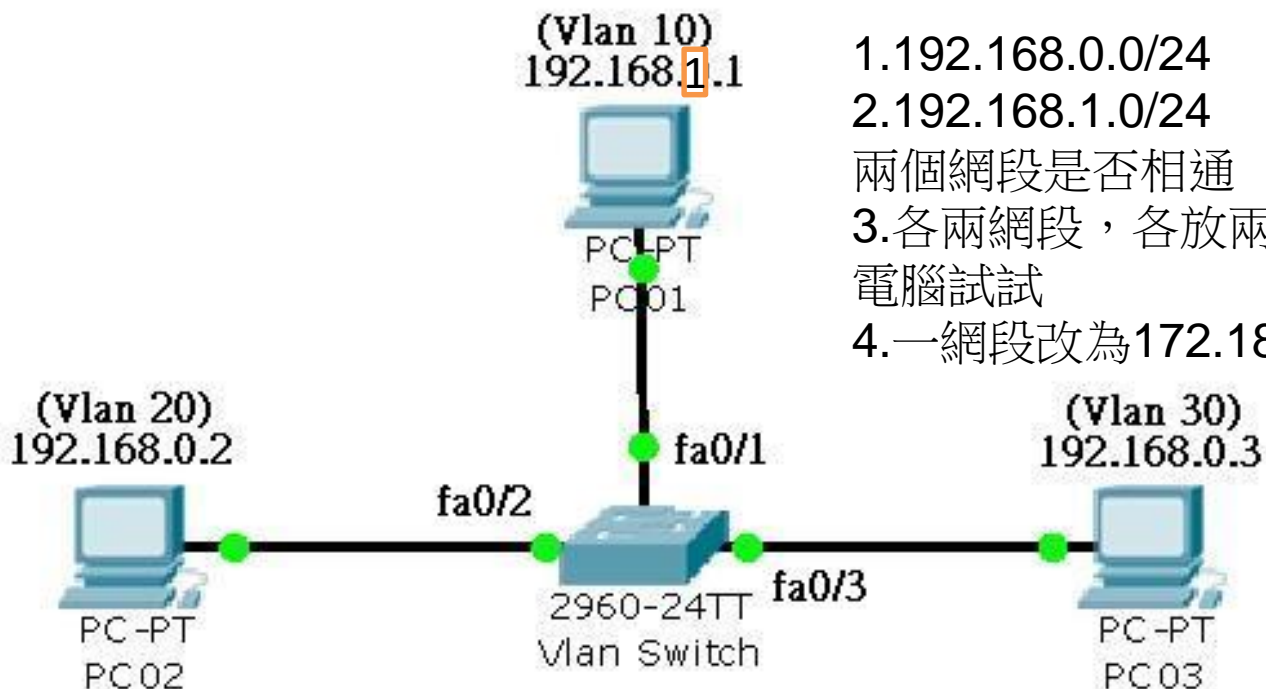 (Vlan 10)
192.168.1.1
PC-PT
PC01
1.192.168.0.0/24
2.192.168.1.0/24
兩個網段是否相通
3.各兩網段，各放兩
電腦試試
4.一網段改為172.18
(Vlan 20)
192.168.0.2
PC-PT
PC02
fa0/1
fa0/2
fa0/3
2960-24TT
Vlan Switch
(Vlan 30)
192.168.0.3
PC-PT
PC03